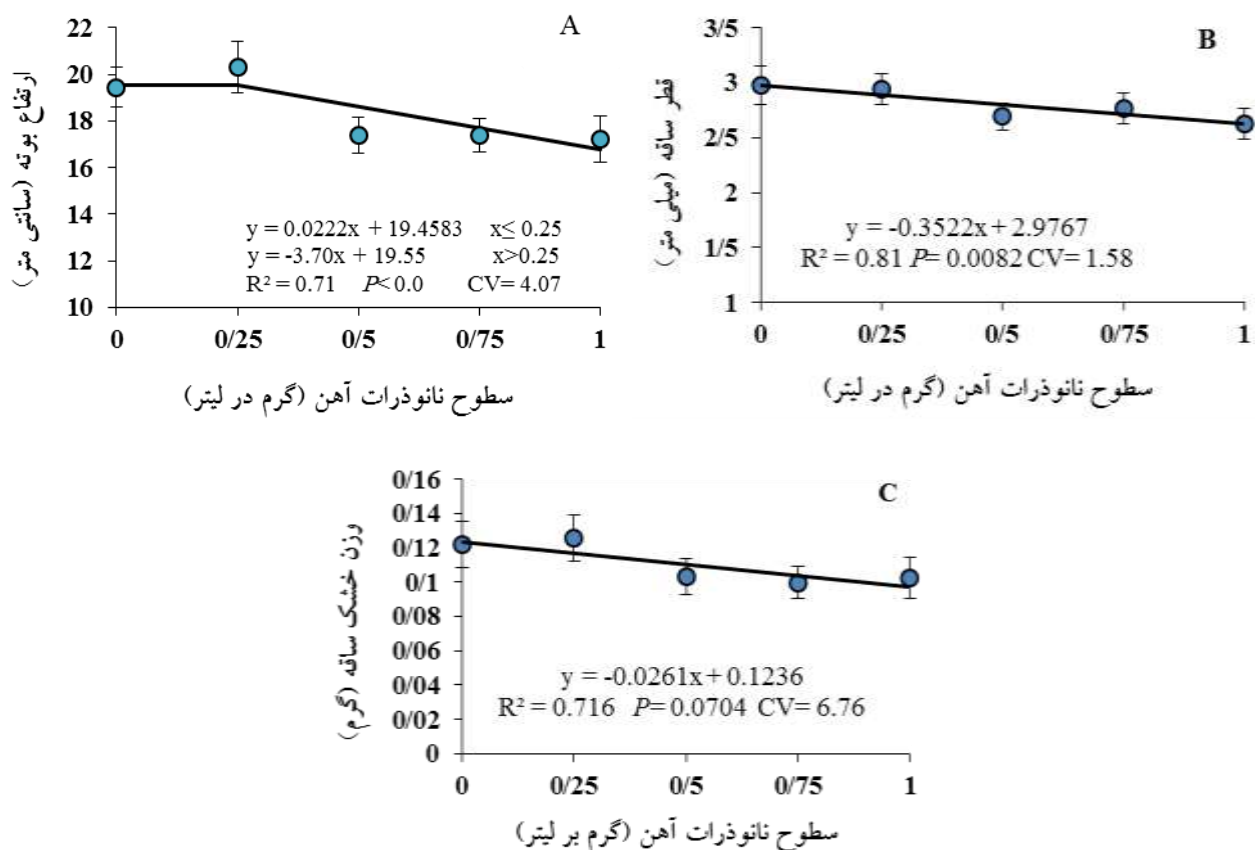 A
ارتفاع بوته (سانتی متر)
22
20
18
16
14
12
10
y = 0.0222x + 19.4583 x≤ 0.25
y = -3.70x + 19.55 x>0.25
R² = 0.71 P<0.0 CV= 4.07
0 0/25 0/5 0/75 1
سطوح نانوذرات آهن (گرم در لیتر)
B
قطر ساقه (میلی متر)
3/5
3
2/5
2
1/5
1
y = -0.3522x + 2.9767
R² = 0.81 P= 0.0082 CV= 1.58
0 0/25 0/5 0/75 1
سطوح نانوذرات آهن (گرم در لیتر)
C
وزن خشک ساقه (گرم)
0/16
0/14
0/12
0/1
0/08
0/06
0/04
0/02
0
y = -0.0261x + 0.1236
R² = 0.716 P= 0.0704 CV= 6.76
0 0/25 0/5 0/75 1
سطوح نانوذرات آهن (گرم بر لیتر)